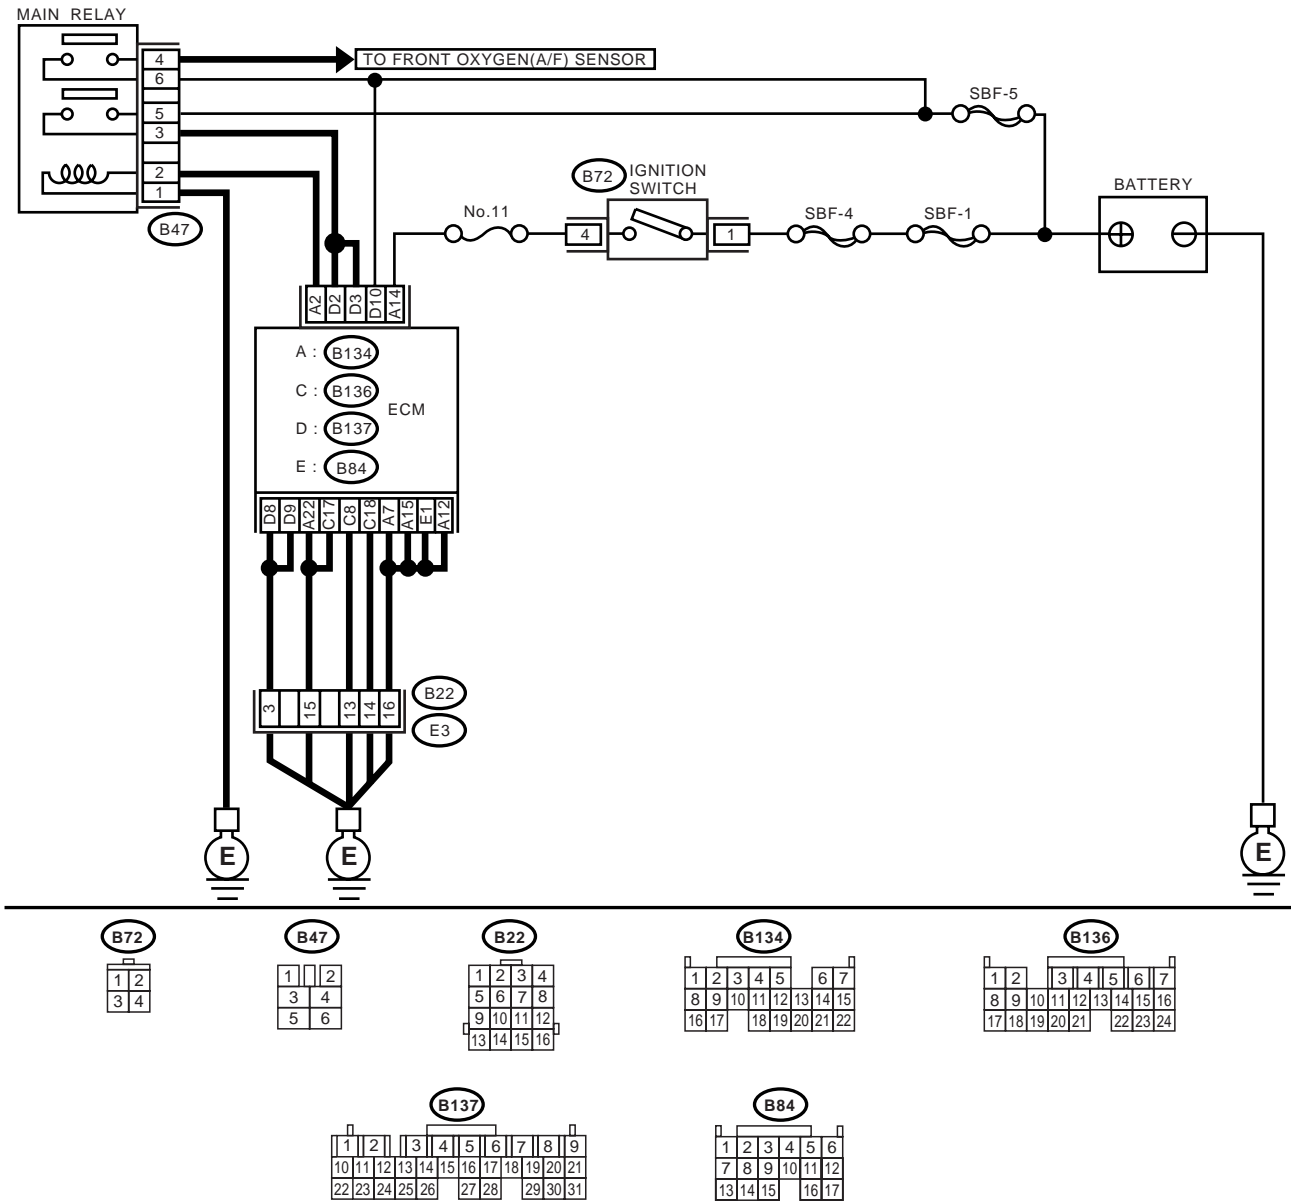 MAIN RELAY
4
TO FRONT OXYGEN(A/F) SENSOR
6
SBF-5
5
3
2
B72
IGNITION
SWITCH
BATTERY
1
No.11
4
1
SBF-4
SBF-1
B47
A2
D2
D3
D10
A14
A : B134
C : B136
ECM
D : B137
E : B84
D8
D9
A22
C17
C8
C18
A7
A15
E1
A12
3
15
13
14
16
B22
E3
E
E
E
B72
1 2
3 4
B47
1 2
3 4
5 6
B22
1 2 3 4
5 6 7 8
9 10 11 12
13 14 15 16
B134
1 2 3 4 5 6 7
8 9 10 11 12 13 14 15
16 17 18 19 20 21 22
B136
1 2 3 4 5 6 7
8 9 10 11 12 13 14 15 16
17 18 19 20 21 22 23 24
B137
1 2 3 4 5 6 7 8 9
10 11 12 13 14 15 16 17 18 19 20 21
22 23 24 25 26 27 28 29 30 31
B84
1 2 3 4 5 6
7 8 9 10 11 12
13 14 15 16 17